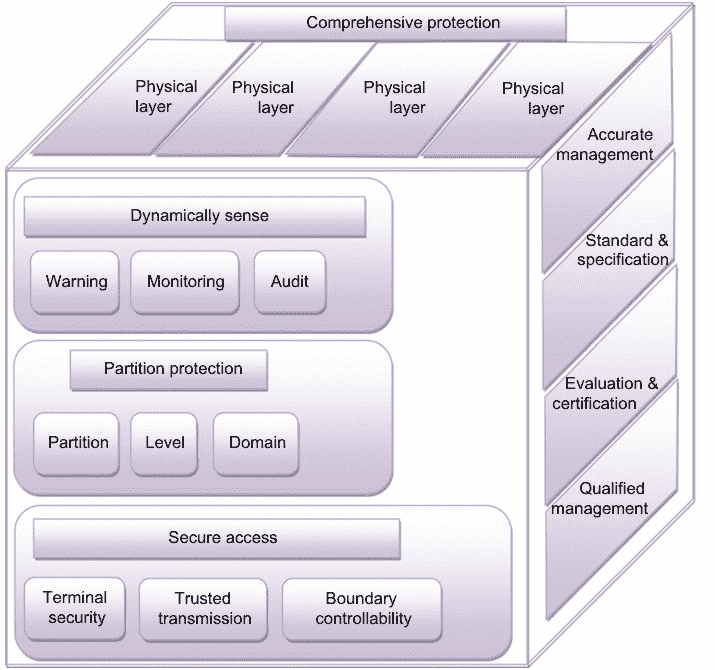 Comprehensive protection
Physical
layer
Physical
layer
Physical
layer
Physical
layer
Accurate
management
Standard &
specification
Evaluation &
certification
Qualified
management
Dynamically sense
Warning
Monitoring
Audit
Partition protection
Partition
Level
Domain
Secure access
Terminal
security
Trusted
transmission
Boundary
controllability